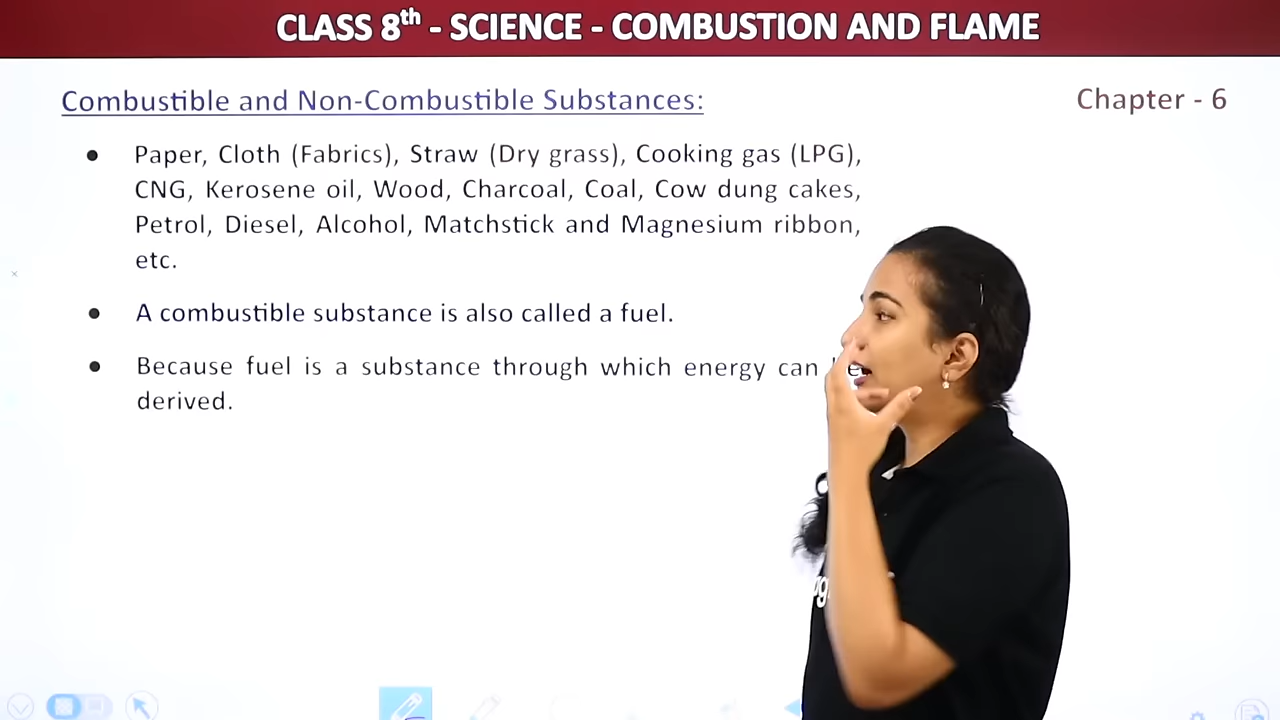 CLASS 8th - SCIENCE - COMBUSTION AND FLAME
Combustible and Non-Combustible Substances:
Chapter - 6
● Paper, Cloth (Fabrics), Straw (Dry grass), Cooking gas (LPG),
CNG, Kerosene oil, Wood, Charcoal, Coal, Cow dung cakes,
Petrol, Diesel, Alcohol, Matchstick and Magnesium ribbon,
etc.
● A combustible substance is also called a fuel.
● Because fuel is a substance through which energy can
derived.